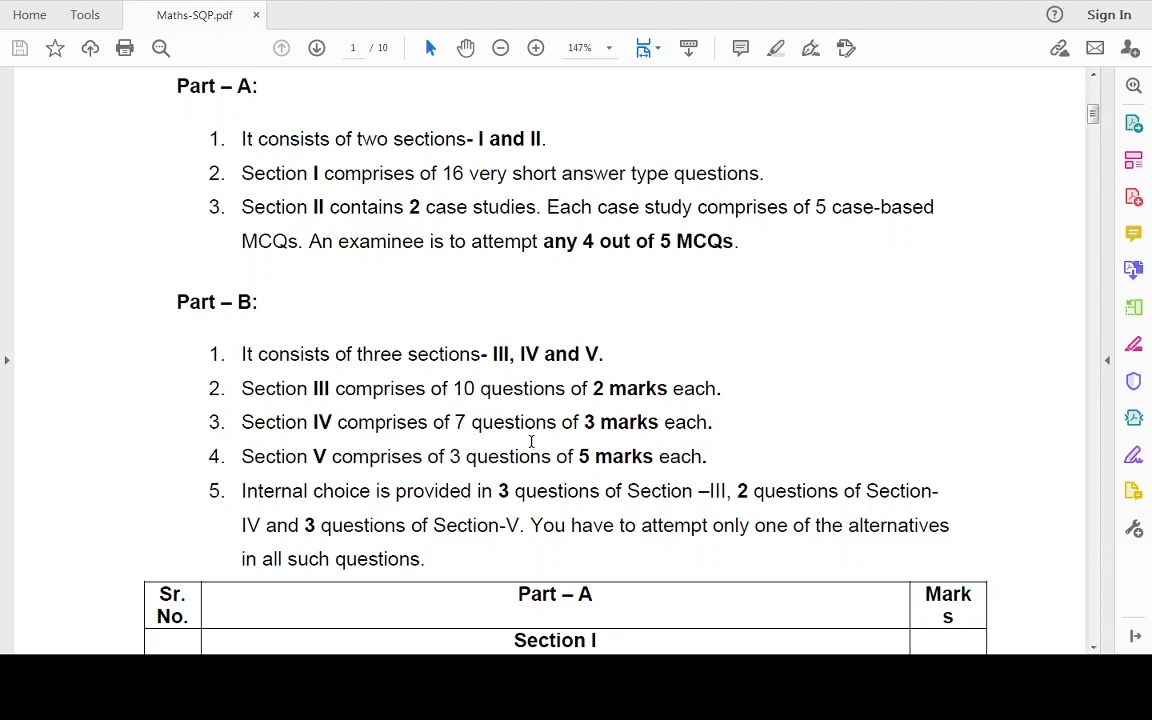 Home Tools Maths-SQP.pdf × Sign In
1 / 10 147%
Part – A:
1. It consists of two sections- I and II.
2. Section I comprises of 16 very short answer type questions.
3. Section II contains 2 case studies. Each case study comprises of 5 case-based
MCQs. An examinee is to attempt any 4 out of 5 MCQs.
Part – B:
1. It consists of three sections- III, IV and V.
2. Section III comprises of 10 questions of 2 marks each.
3. Section IV comprises of 7 questions of 3 marks each.
4. Section V comprises of 3 questions of 5 marks each.
5. Internal choice is provided in 3 questions of Section –III, 2 questions of Section-
IV and 3 questions of Section-V. You have to attempt only one of the alternatives
in all such questions.
Sr. Part – A Mark
No. s
Section I